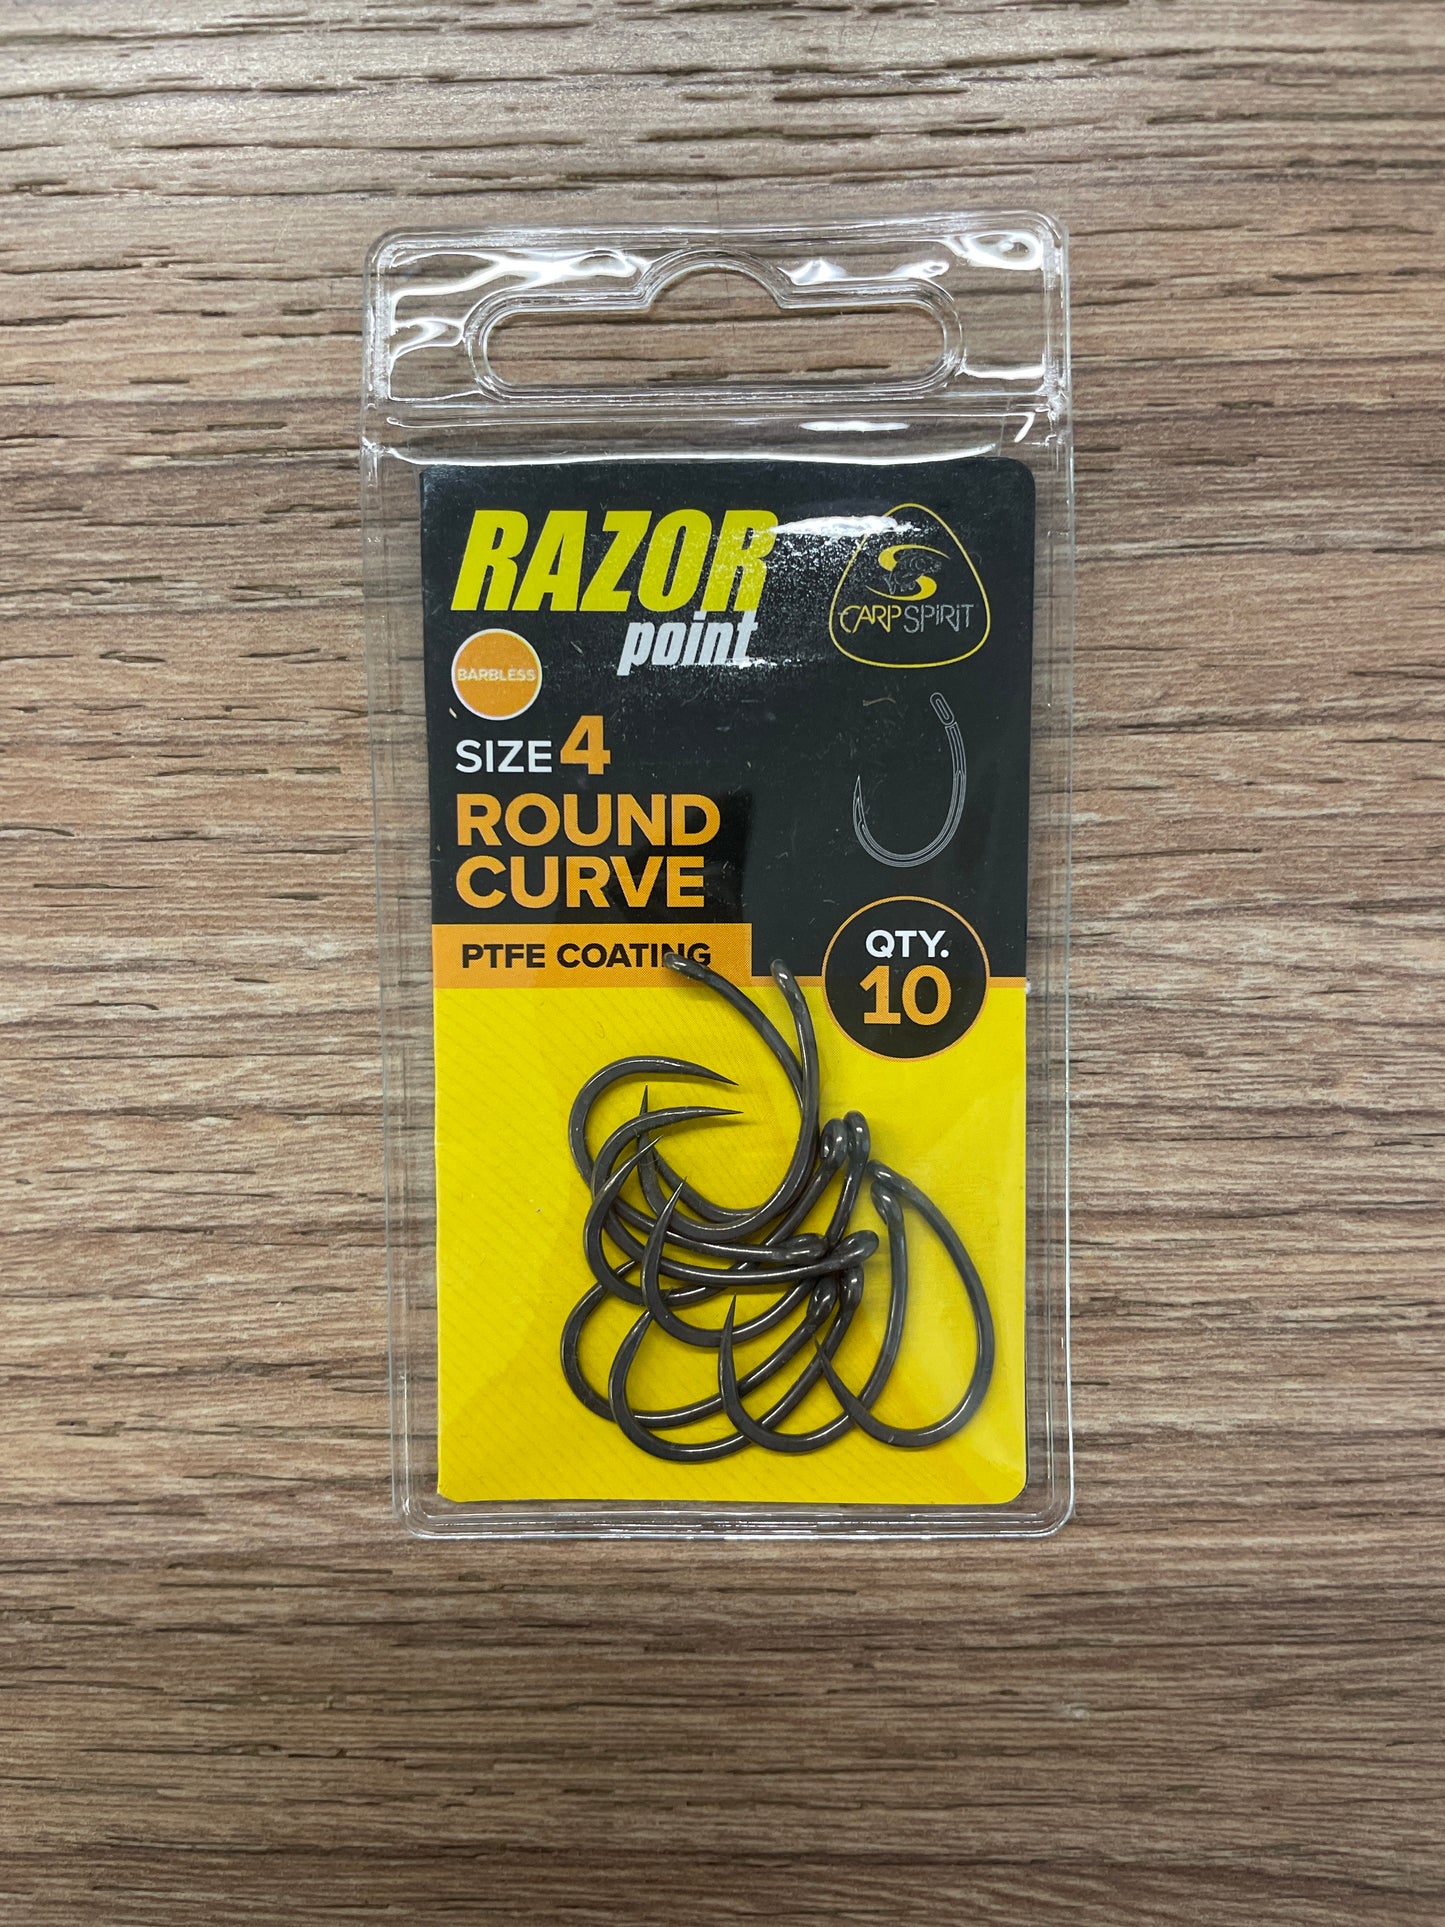 RAZOR
point
CARP SPIRIT
BARBLESS
SIZE 4
ROUND
CURVE
PTFE COATING
QTY.
10